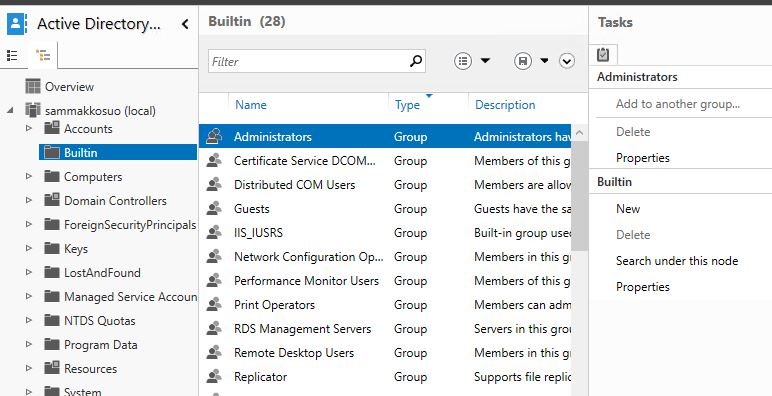 Active Directory...
Overview
sammakkosuo (local)
Accounts
Builtin
Computers
Domain Controllers
ForeignSecurityPrincipals
Keys
LostAndFound
Managed Service Accoun
NTDS Quotas
Program Data
Resources
System
Builtin (28)
Filter
Name Type Description
Administrators Group Administrators hav
Certificate Service DCOM... Group Members of this g
Distributed COM Users Group Members are allow
Guests Group Guests have the sa
IIS_IUSRS Group Built-in group used
Network Configuration Op... Group Members in this gr
Performance Monitor Users Group Members of this gr
Print Operators Group Members can adm
RDS Management Servers Group Servers in this grou
Remote Desktop Users Group Members in this gr
Replicator Group Supports file replic
Tasks
Administrators
Add to another group...
Delete
Properties
Builtin
New
Delete
Search under this node
Properties